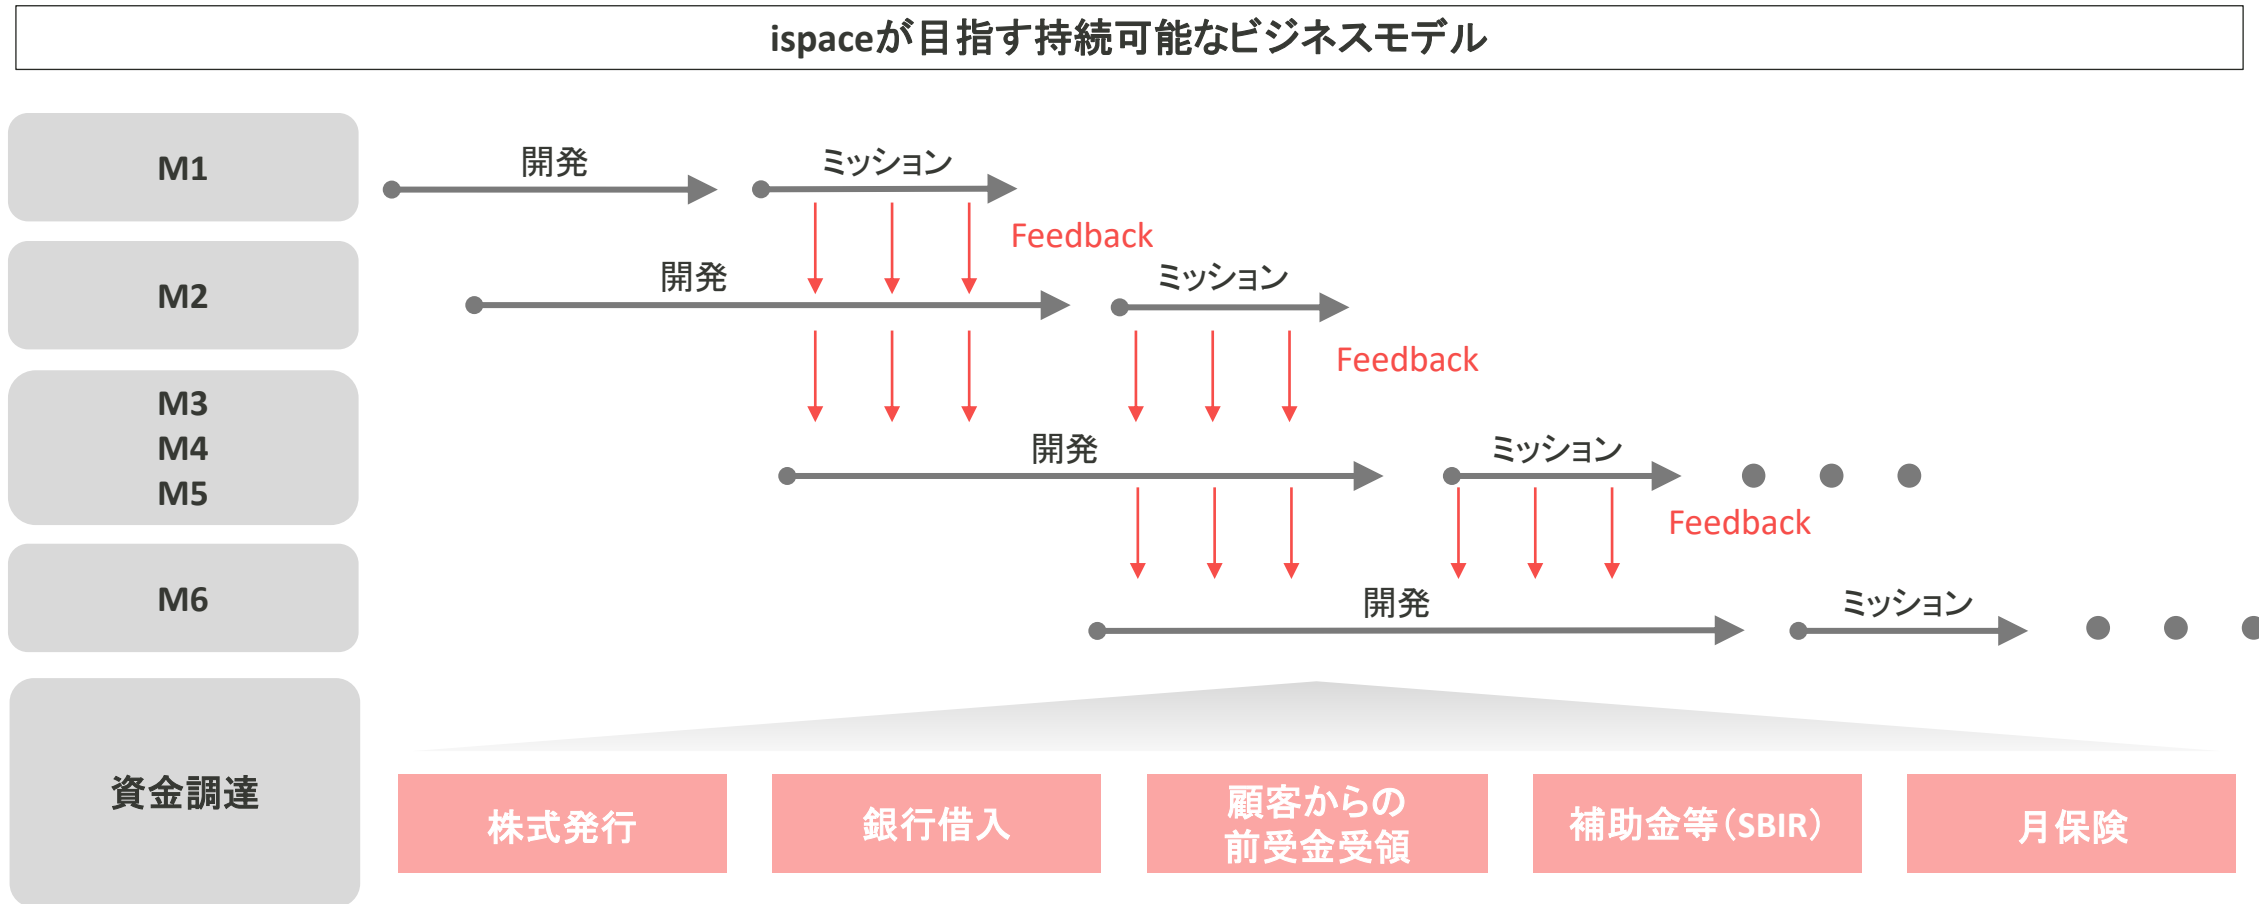 ispaceが目指す持続可能なビジネスモデル
M1
開発
ミッション
Feedback
M2
開発
ミッション
Feedback
M3
M4
M5
開発
ミッション
Feedback
M6
開発
ミッション
資金調達
株式発行
銀行借入
顧客からの
前受金受領
補助金等（SBIR）
月保険